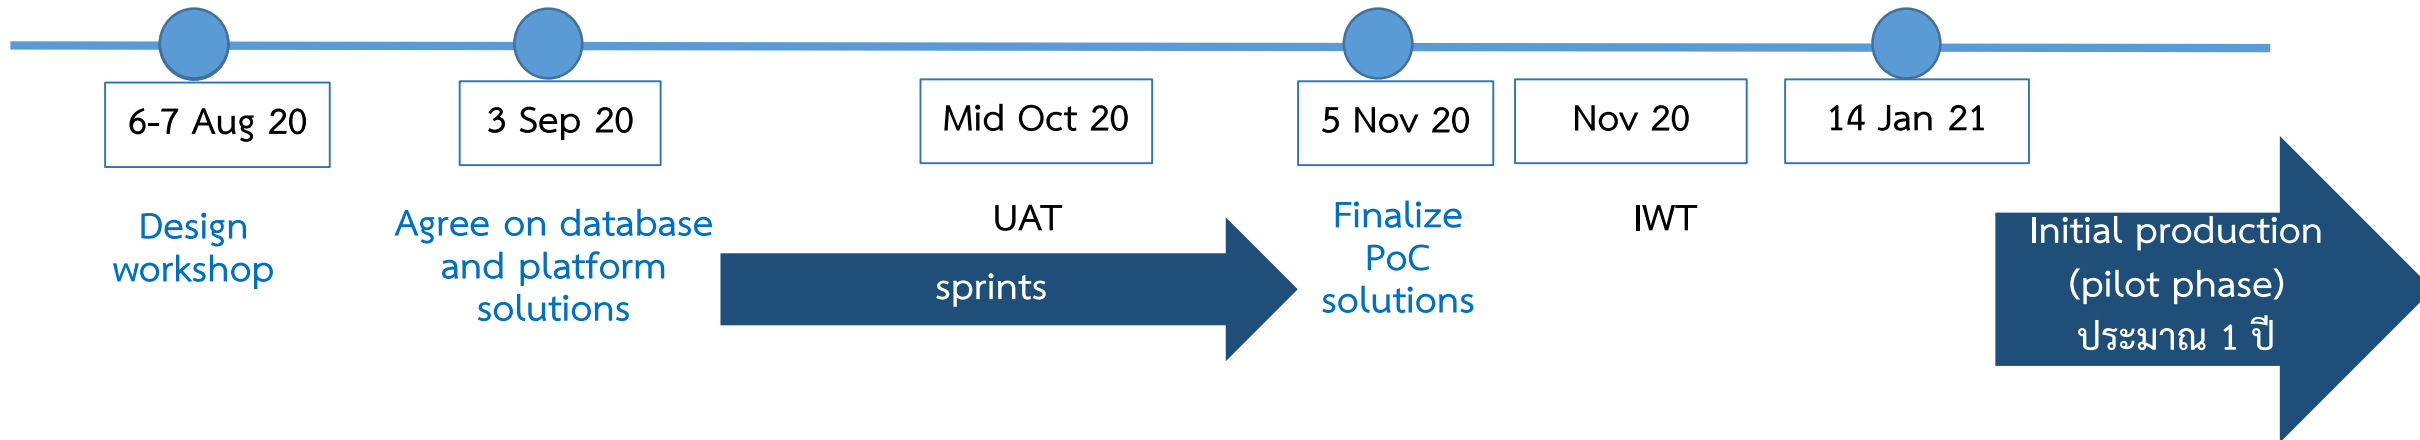 6-7 Aug 20
3 Sep 20
Mid Oct 20
5 Nov 20
Nov 20
14 Jan 21
Design
workshop
Agree on database
and platform
solutions
UAT
sprints
Finalize
PoC
solutions
IWT
Initial production
(pilot phase)
ประมาณ 1 ปี